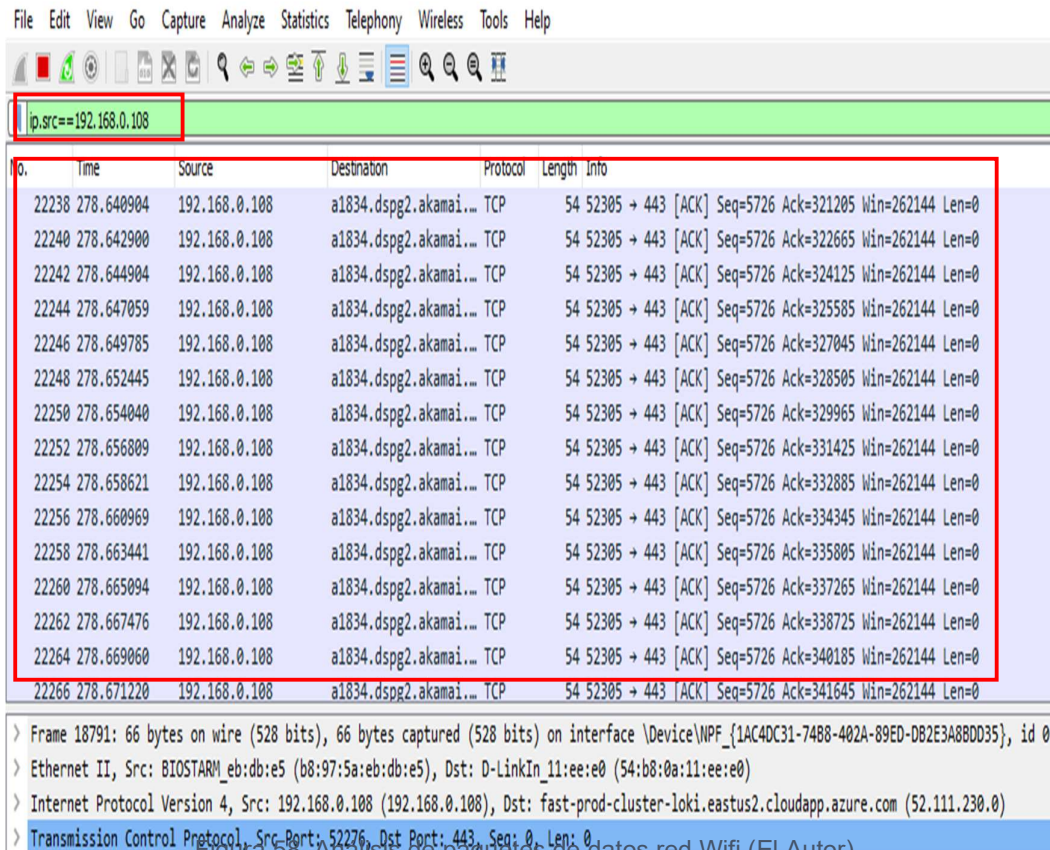 File Edit View Go Capture Analyze Statistics Telephony Wireless Tools Help
ip.src==192.168.0.108
No. Time Source Destination Protocol Length Info
22238 278.640904 192.168.0.108 a1834.dspg2.akamai.… TCP 54 52305 → 443 [ACK] Seq=5726 Ack=321205 Win=262144 Len=0
22240 278.642900 192.168.0.108 a1834.dspg2.akamai.… TCP 54 52305 → 443 [ACK] Seq=5726 Ack=322665 Win=262144 Len=0
22242 278.644904 192.168.0.108 a1834.dspg2.akamai.… TCP 54 52305 → 443 [ACK] Seq=5726 Ack=324125 Win=262144 Len=0
22244 278.647059 192.168.0.108 a1834.dspg2.akamai.… TCP 54 52305 → 443 [ACK] Seq=5726 Ack=325585 Win=262144 Len=0
22246 278.649785 192.168.0.108 a1834.dspg2.akamai.… TCP 54 52305 → 443 [ACK] Seq=5726 Ack=327045 Win=262144 Len=0
22248 278.652445 192.168.0.108 a1834.dspg2.akamai.… TCP 54 52305 → 443 [ACK] Seq=5726 Ack=328505 Win=262144 Len=0
22250 278.654040 192.168.0.108 a1834.dspg2.akamai.… TCP 54 52305 → 443 [ACK] Seq=5726 Ack=329965 Win=262144 Len=0
22252 278.656809 192.168.0.108 a1834.dspg2.akamai.… TCP 54 52305 → 443 [ACK] Seq=5726 Ack=331425 Win=262144 Len=0
22254 278.658621 192.168.0.108 a1834.dspg2.akamai.… TCP 54 52305 → 443 [ACK] Seq=5726 Ack=332885 Win=262144 Len=0
22256 278.660969 192.168.0.108 a1834.dspg2.akamai.… TCP 54 52305 → 443 [ACK] Seq=5726 Ack=334345 Win=262144 Len=0
22258 278.663441 192.168.0.108 a1834.dspg2.akamai.… TCP 54 52305 → 443 [ACK] Seq=5726 Ack=335805 Win=262144 Len=0
22260 278.665094 192.168.0.108 a1834.dspg2.akamai.… TCP 54 52305 → 443 [ACK] Seq=5726 Ack=337265 Win=262144 Len=0
22262 278.667476 192.168.0.108 a1834.dspg2.akamai.… TCP 54 52305 → 443 [ACK] Seq=5726 Ack=338725 Win=262144 Len=0
22264 278.669060 192.168.0.108 a1834.dspg2.akamai.… TCP 54 52305 → 443 [ACK] Seq=5726 Ack=340185 Win=262144 Len=0
22266 278.671220 192.168.0.108 a1834.dspg2.akamai.… TCP 54 52305 → 443 [ACK] Seq=5726 Ack=341645 Win=262144 Len=0
Frame 18791: 66 bytes on wire (528 bits), 66 bytes captured (528 bits) on interface \Device\NPF_{1AC4DC31-74B8-402A-89ED-DB2E3A8BDD35}, id 0
Ethernet II, Src: BIOSTARM_eb:db:e5 (b8:97:5a:eb:db:e5), Dst: D-LinkIn_11:ee:e0 (54:b8:0a:11:ee:e0)
Internet Protocol Version 4, Src: 192.168.0.108 (192.168.0.108), Dst: fast-prod-cluster-loki.eastus2.cloudapp.azure.com (52.111.230.0)
Transmission Control Protocol, Src Port: 52276, Dst Port: 443, Seq: 0, Len: 0
Análisis de paquetes de datos red Wifi (El Autor)